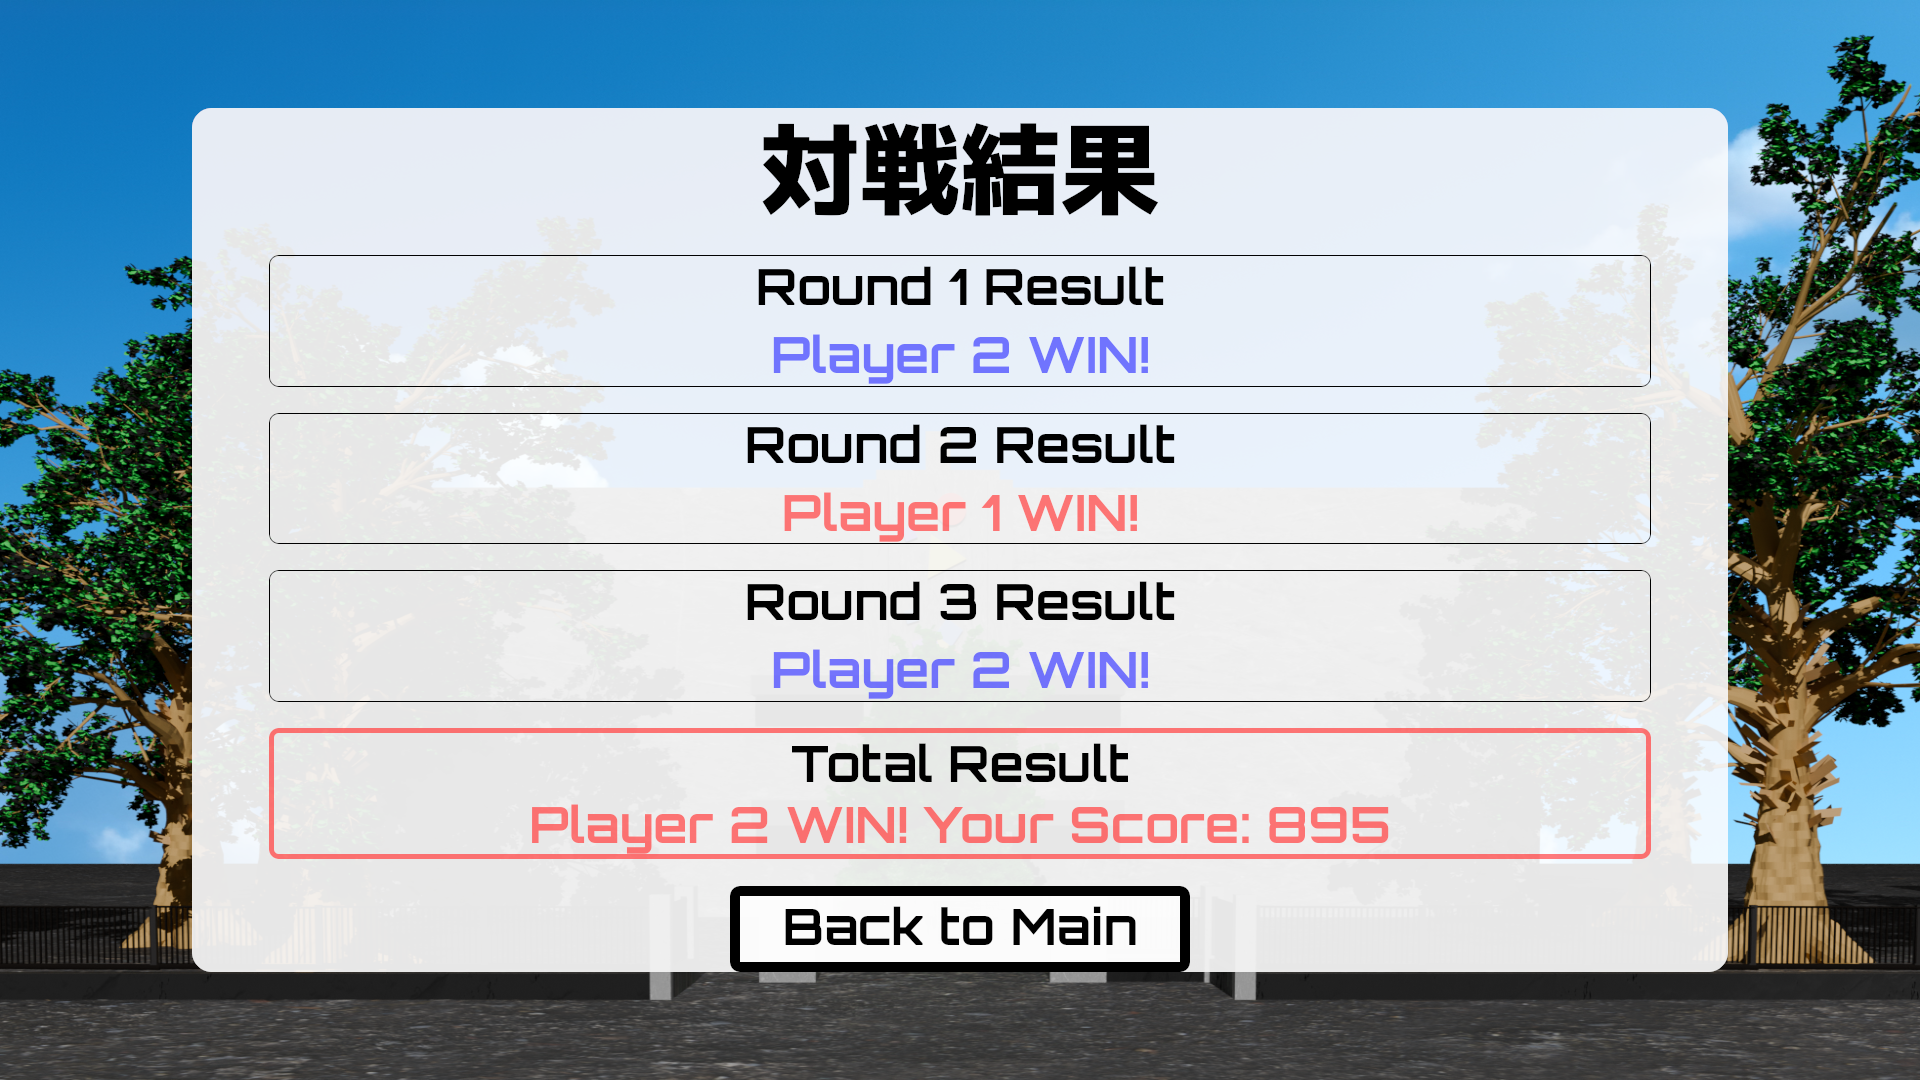 対戦結果
Round 1 Result
Player 2 WIN!
Round 2 Result
Player 1 WIN!
Round 3 Result
Player 2 WIN!
Total Result
Player 2 WIN! Your Score: 895
Back to Main